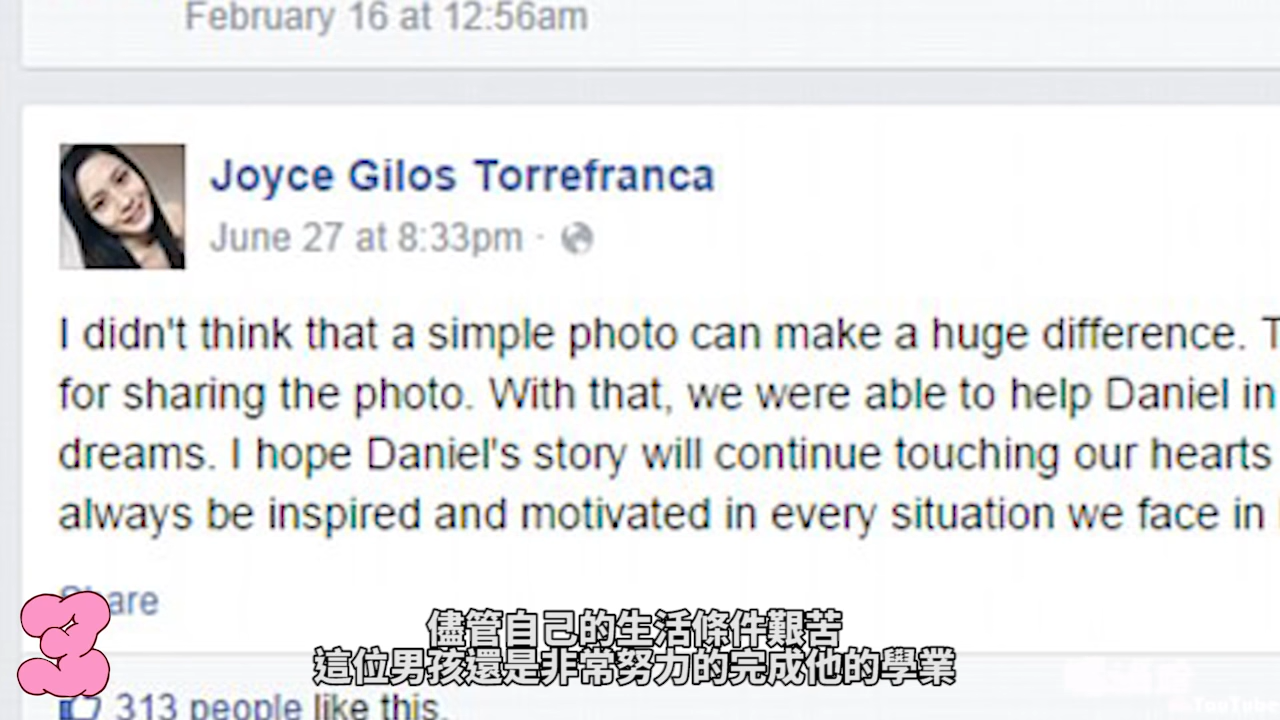 February 16 at 12:56am
Joyce Gilos Torrefranca
June 27 at 8:33pm ·
I didn't think that a simple photo can make a huge difference. T
for sharing the photo. With that, we were able to help Daniel in
dreams. I hope Daniel's story will continue touching our hearts
always be inspired and motivated in every situation we face in
Share
儘管自己的生活條件艱苦
這位男孩還是非常努力的完成他的學業
3
313 people like this.
YouTube